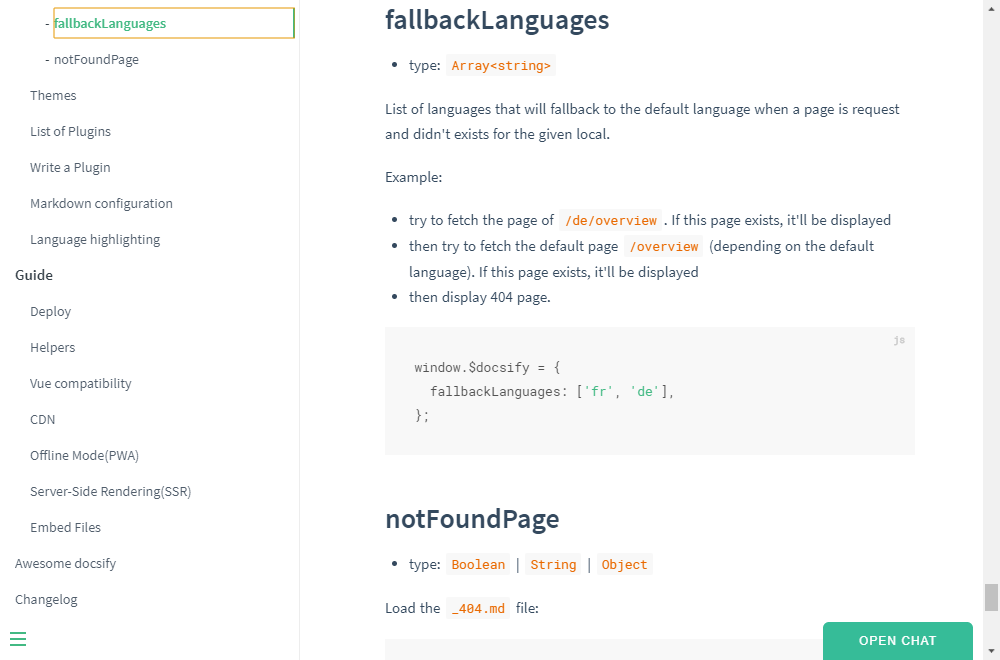 - fallbackLanguages
- notFoundPage
Themes
List of Plugins
Write a Plugin
Markdown configuration
Language highlighting
Guide
Deploy
Helpers
Vue compatibility
CDN
Offline Mode(PWA)
Server-Side Rendering(SSR)
Embed Files
Awesome docsify
Changelog
fallbackLanguages
• type: Array<string>
List of languages that will fallback to the default language when a page is request
and didn't exists for the given local.
Example:
• try to fetch the page of /de/overview . If this page exists, it'll be displayed
• then try to fetch the default page /overview (depending on the default
language). If this page exists, it'll be displayed
• then display 404 page.
js
window.$docsify = {
  fallbackLanguages: ['fr', 'de'],
};
notFoundPage
• type: Boolean | String | Object
Load the _404.md file:
OPEN CHAT